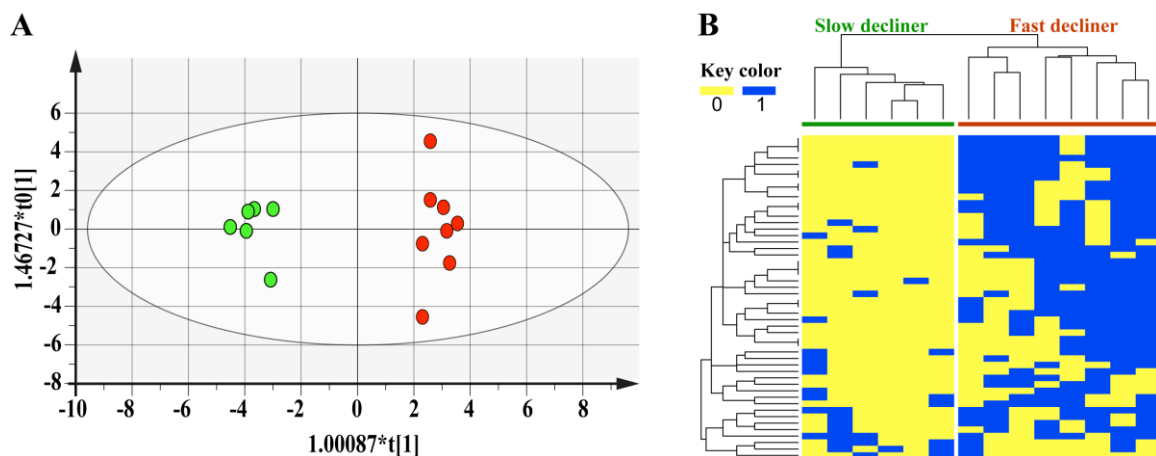 A
6
4
2
0
-2
-4
-6
-8
-10 -8 -6 -4 -2 0 2 4 6 8
1.46727*t0[1]
1.00087*t[1]
B
Slow decliner Fast decliner
Key color
0 1